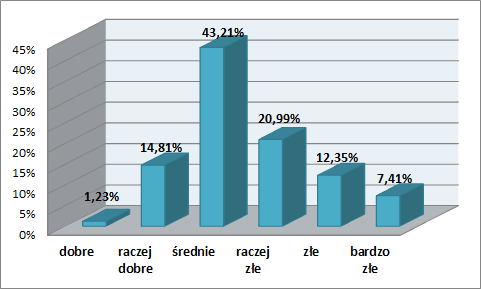 45%
40%
35%
30%
25%
20%
15%
10%
5%
0%
1,23%
14,81%
43,21%
20,99%
12,35%
7,41%
dobre
raczej
dobre
średnie
raczej
złe
złe
bardzo
złe